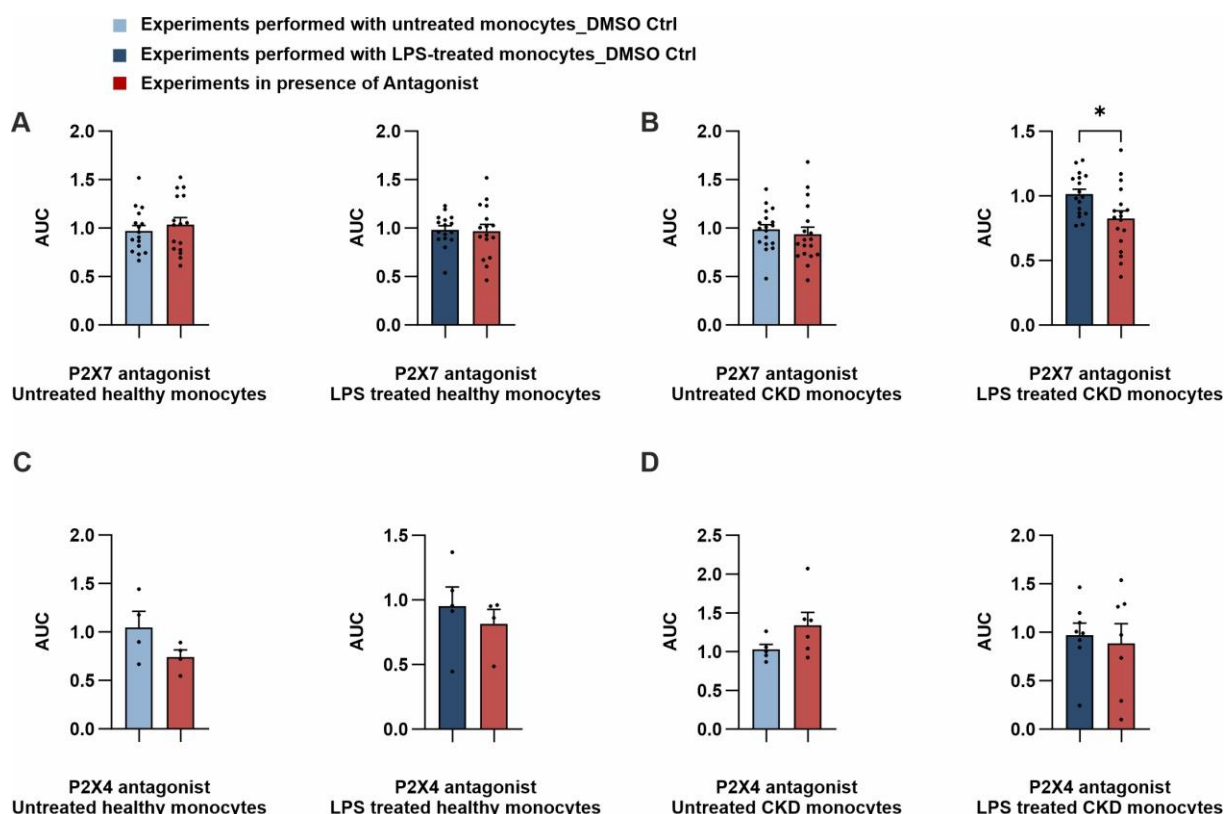 Experiments performed with untreated monocytes_DMSO Ctrl
Experiments performed with LPS-treated monocytes_DMSO Ctrl
Experiments in presence of Antagonist
A
2.0
1.5
1.0
0.5
0.0
AUC
P2X7 antagonist
Untreated healthy monocytes
2.0
1.5
1.0
0.5
0.0
AUC
P2X7 antagonist
LPS treated healthy monocytes
B
2.0
1.5
1.0
0.5
0.0
AUC
P2X7 antagonist
Untreated CKD monocytes
*
1.5
1.0
0.5
0.0
AUC
P2X7 antagonist
LPS treated CKD monocytes
C
2.0
1.5
1.0
0.5
0.0
AUC
P2X4 antagonist
Untreated healthy monocytes
1.5
1.0
0.5
0.0
AUC
P2X4 antagonist
LPS treated healthy monocytes
D
2.5
2.0
1.5
1.0
0.5
0.0
AUC
P2X4 antagonist
Untreated CKD monocytes
2.0
1.5
1.0
0.5
0.0
AUC
P2X4 antagonist
LPS treated CKD monocytes